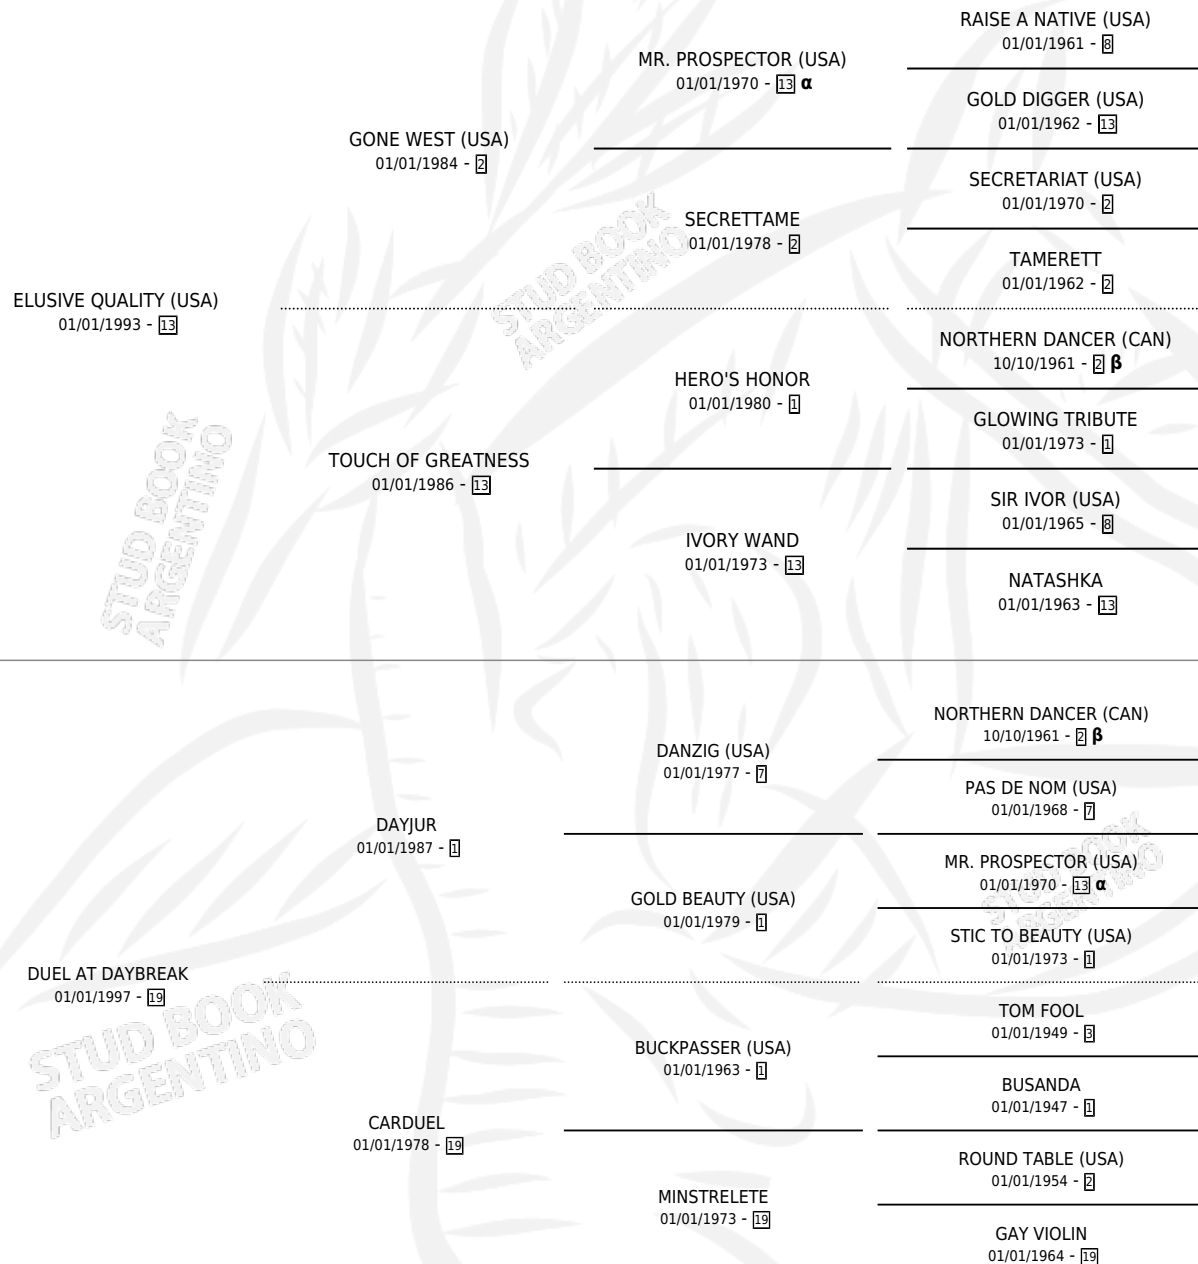 RAISE A NATIVE (USA)
01/01/1961 - 8
MR. PROSPECTOR (USA)
01/01/1970 - 13 α
GOLD DIGGER (USA)
01/01/1962 - 13
GONE WEST (USA)
01/01/1984 - 2
SECRETARIAT (USA)
01/01/1970 - 2
SECRETTAME
01/01/1978 - 2
TAMERETT
01/01/1962 - 2
ELUSIVE QUALITY (USA)
01/01/1993 - 13
NORTHERN DANCER (CAN)
10/10/1961 - 2 β
HERO'S HONOR
01/01/1980 - 1
GLOWING TRIBUTE
01/01/1973 - 1
TOUCH OF GREATNESS
01/01/1986 - 13
SIR IVOR (USA)
01/01/1965 - 8
IVORY WAND
01/01/1973 - 13
NATASHKA
01/01/1963 - 13
NORTHERN DANCER (CAN)
10/10/1961 - 2 β
DANZIG (USA)
01/01/1977 - 7
PAS DE NOM (USA)
01/01/1968 - 7
DAYJUR
01/01/1987 - 1
MR. PROSPECTOR (USA)
01/01/1970 - 13 α
GOLD BEAUTY (USA)
01/01/1979 - 1
STIC TO BEAUTY (USA)
01/01/1973 - 1
DUEL AT DAYBREAK
01/01/1997 - 19
TOM FOOL
01/01/1949 - 3
BUCKPASSER (USA)
01/01/1963 - 1
BUSANDA
01/01/1947 - 1
CARDUEL
01/01/1978 - 19
ROUND TABLE (USA)
01/01/1954 - 2
MINSTRELETE
01/01/1973 - 19
GAY VIOLIN
01/01/1964 - 19
STUD BOOK
ARGENTINO
STUD BOOK
ARGENTINO
STUD BOOK
ARGENTINO
STUD BOOK
ARGENTINO